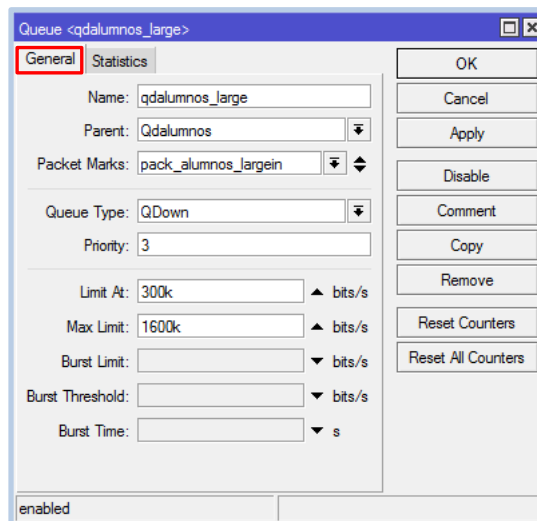 Queue <qdalumnos_large>
General Statistics
OK
Name: qdalumnos_large
Cancel
Parent: Qdalumnos
Apply
Packet Marks: pack_alumnos_largein
Disable
Queue Type: QDown
Comment
Priority: 3
Copy
Remove
Limit At: 300k bits/s
Max Limit: 1600k bits/s
Reset Counters
Burst Limit: bits/s
Reset All Counters
Burst Threshold: bits/s
Burst Time: s
enabled